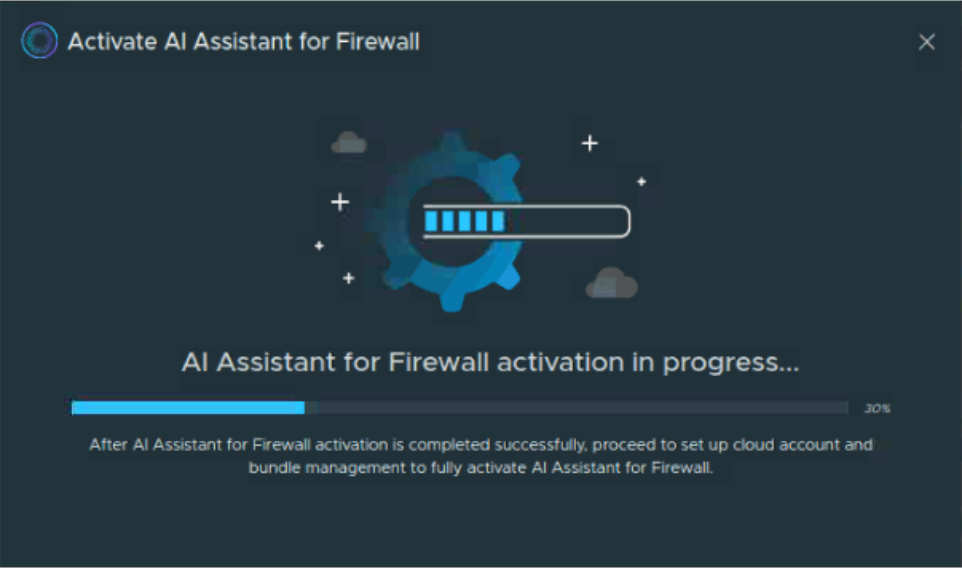 Activate AI Assistant for Firewall
AI Assistant for Firewall activation in progress...
30%
After AI Assistant for Firewall activation is completed successfully, proceed to set up cloud account and
bundle management to fully activate AI Assistant for Firewall.